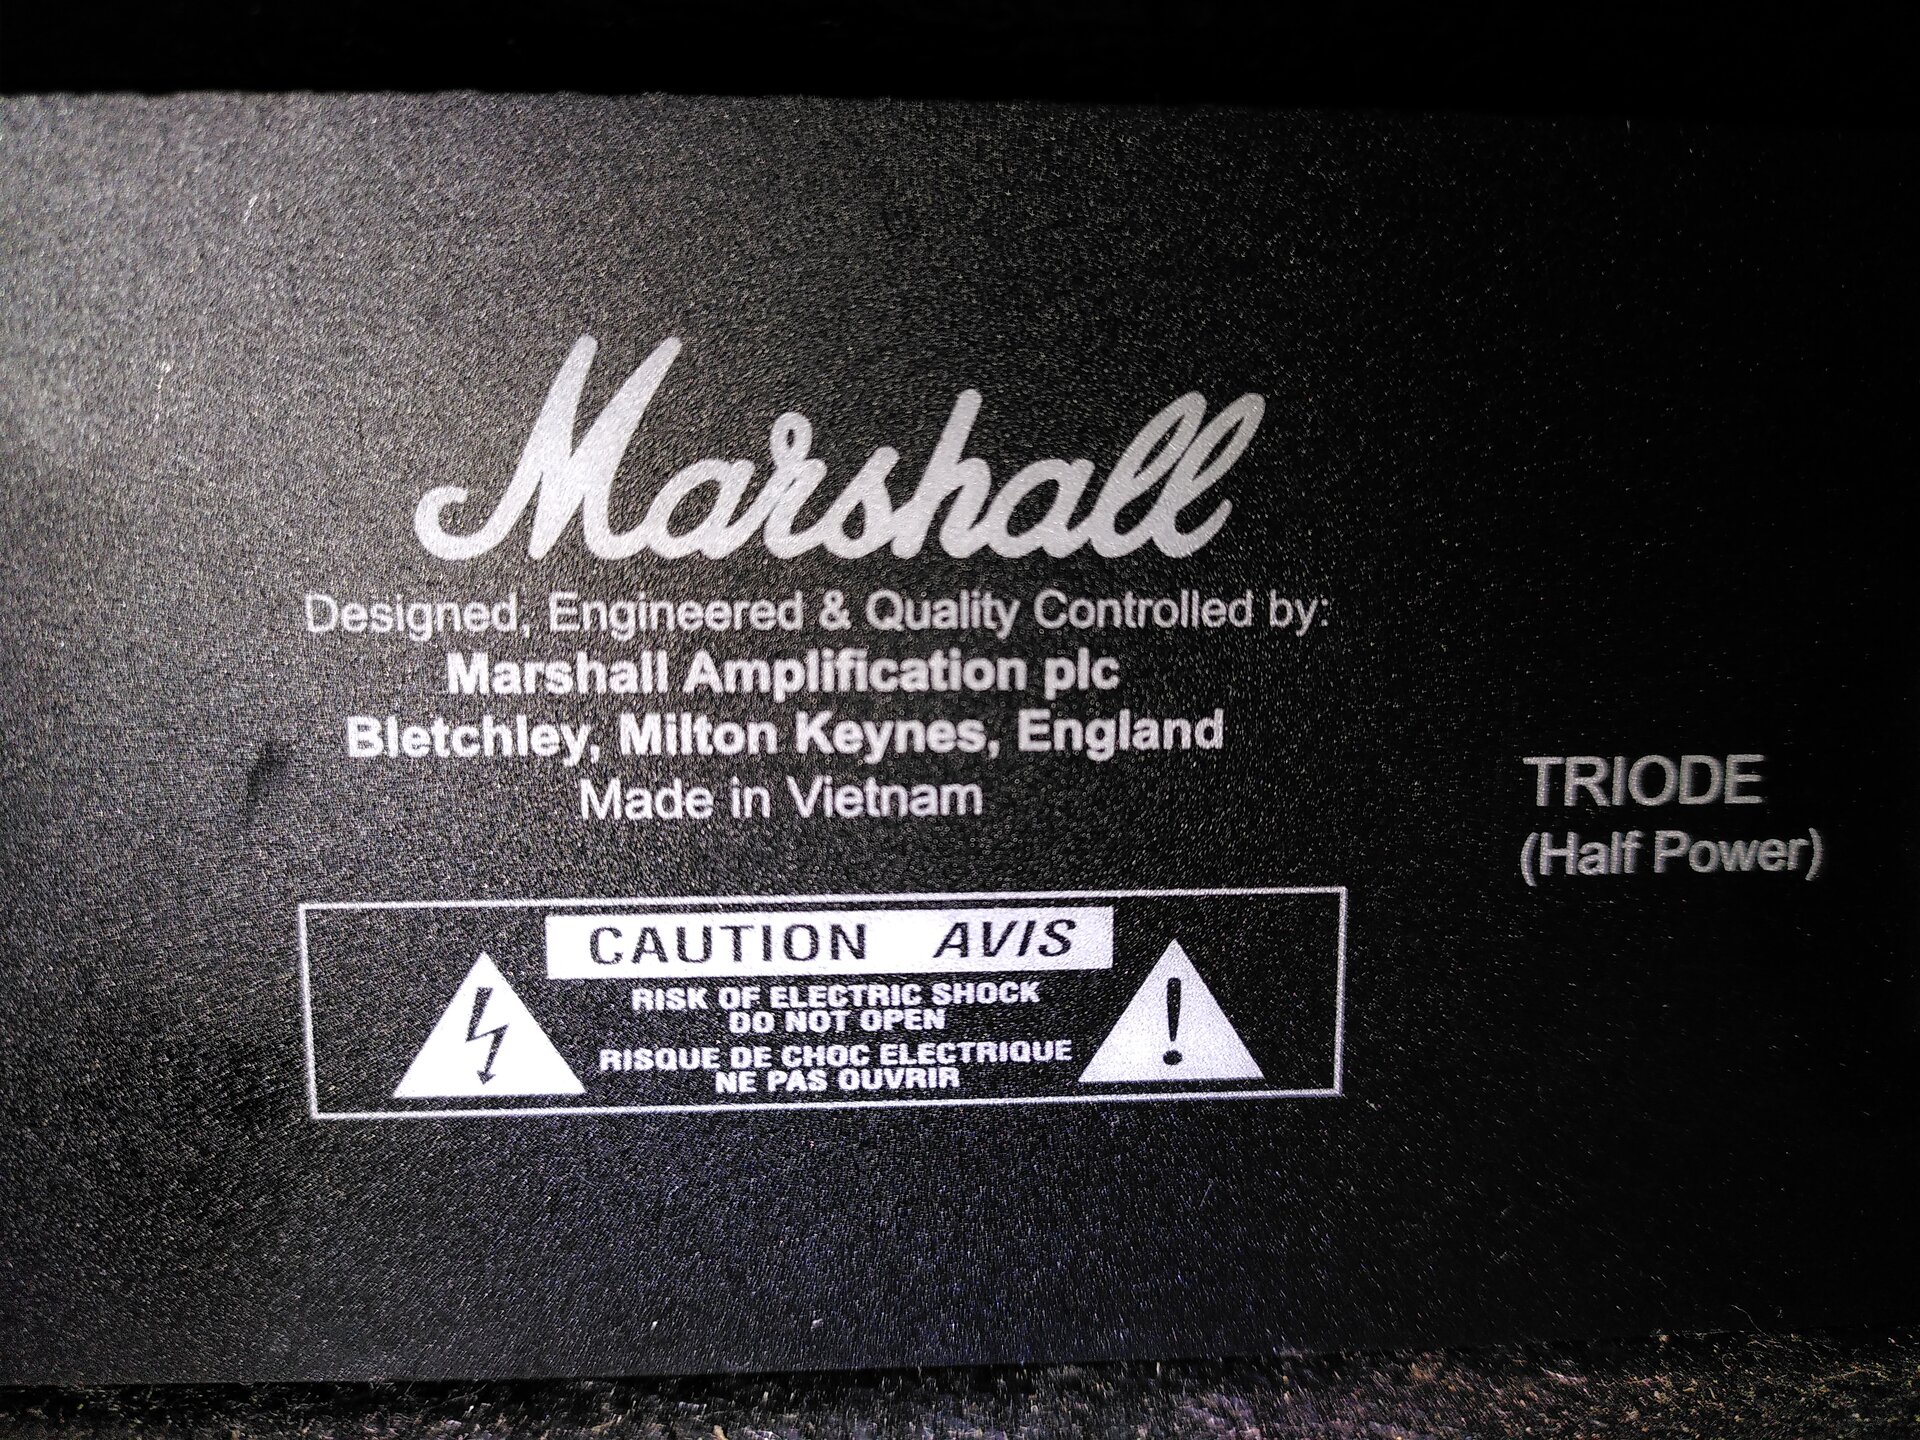 Marshall
Designed, Engineered & Quality Controlled by:
Marshall Amplification plc
Bletchley, Milton Keynes, England
Made in Vietnam
TRIODE
(Half Power)
CAUTION AVIS
RISK OF ELECTRIC SHOCK
DO NOT OPEN
RISQUE DE CHOC ELECTRIQUE
NE PAS OUVRIR
!